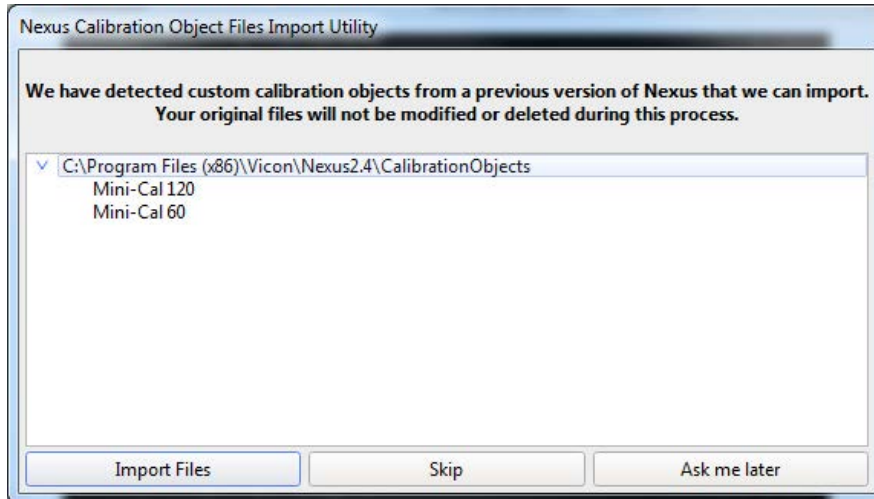 Nexus Calibration Object Files Import Utility
We have detected custom calibration objects from a previous version of Nexus that we can import.
Your original files will not be modified or deleted during this process.
C:\Program Files (x86)\Vicon\Nexus2.4\CalibrationObjects
Mini-Cal 120
Mini-Cal 60
Import Files Skip Ask me later